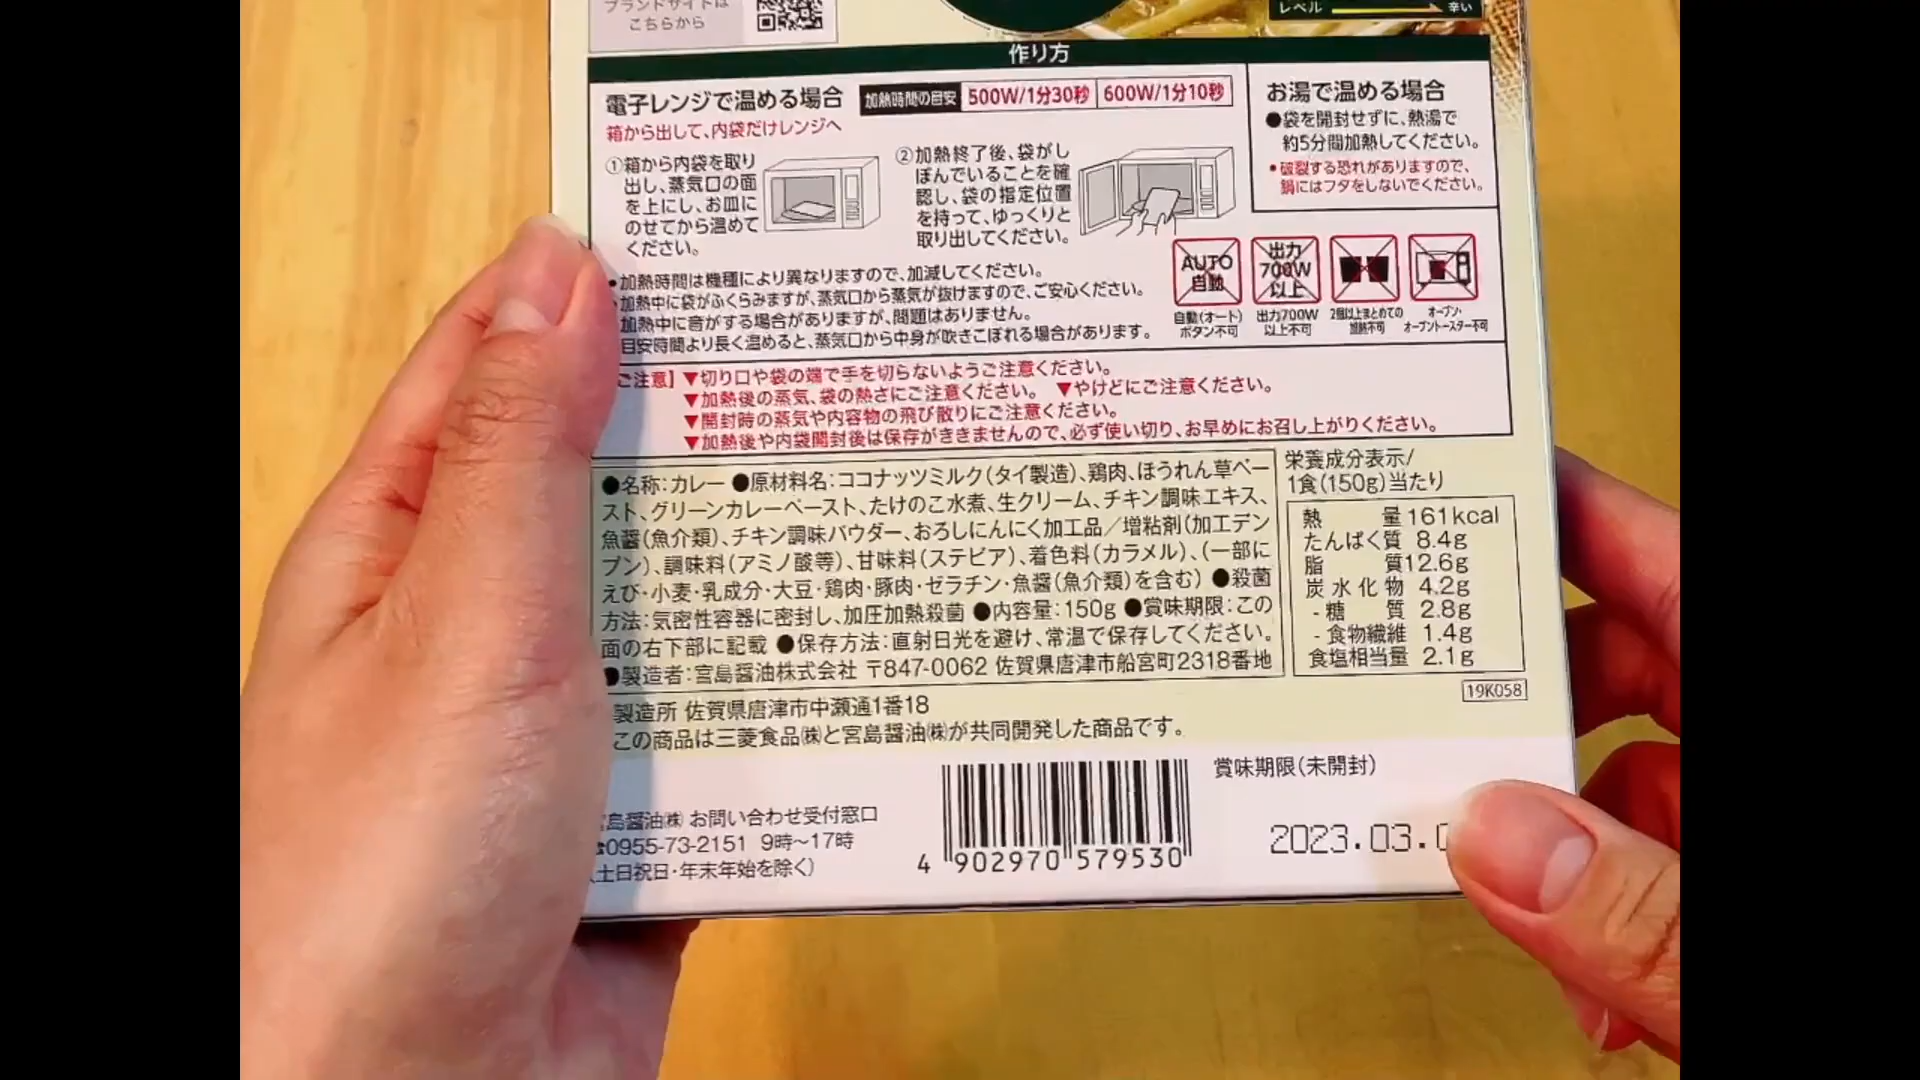 ブランドサイトは
こちらから
レベル 辛い
作り方
電子レンジで温める場合 加熱時間の目安 500W/1分30秒 600W/1分10秒
箱から出して、内袋だけレンジへ
①箱から内袋を取り
出し、蒸気口の面
を上にし、お皿に
のせてから温めて
ください。
②加熱終了後、袋がし
ぼんでいることを確
認し、袋の指定位置
を持って、ゆっくりと
取り出してください。
お湯で温める場合
●袋を開封せずに、熱湯で
約5分間加熱してください。
•破裂する恐れがありますので、
鍋にはフタをしないでください。
•加熱時間は機種により異なりますので、加減してください。
•加熱中に袋がふくらみますが、蒸気口から蒸気が抜けますので、ご安心ください。
加熱中に音がする場合がありますが、問題はありません。
目安時間より長く温めると、蒸気口から中身が吹きこぼれる場合があります。
AUTO
自動
自動(オート)
ボタン不可
出力
700W
以上
出力700W
以上不可
2個以上まとめての
加熱不可
オーブン・
オーブントースター不可
ご注意】▼切り口や袋の端で手を切らないようご注意ください。
▼加熱後の蒸気、袋の熱さにご注意ください。 ▼やけどにご注意ください。
▼開封時の蒸気や内容物の飛び散りにご注意ください。
▼加熱後や内袋開封後は保存がききませんので、必ず使い切り、お早めにお召し上がりください。
●名称:カレー ●原材料名:ココナッツミルク(タイ製造)、鶏肉、ほうれん草ペー
スト、グリーンカレーペースト、たけのこ水煮、生クリーム、チキン調味エキス、
魚醤(魚介類)、チキン調味パウダー、おろしにんにく加工品/増粘剤(加工デン
プン)、調味料(アミノ酸等)、甘味料(ステビア)、着色料(カラメル)、(一部に
えび・小麦・乳成分・大豆・鶏肉・豚肉・ゼラチン・魚醤(魚介類)を含む) ●殺菌
方法:気密性容器に密封し、加圧加熱殺菌 ●内容量:150g ●賞味期限:この
面の右下部に記載 ●保存方法:直射日光を避け、常温で保存してください。
●製造者:宮島醤油株式会社 〒847-0062 佐賀県唐津市船宮町2318番地
栄養成分表示/
1食(150g)当たり
熱量 161kcal
たんぱく質 8.4g
脂質 12.6g
炭水化物 4.2g
-糖質 2.8g
-食物繊維 1.4g
食塩相当量 2.1g
19K058
製造所 佐賀県唐津市中瀬通1番18
この商品は三菱食品㈱と宮島醤油㈱が共同開発した商品です。
宮島醤油㈱ お問い合わせ受付窓口
☎0955-73-2151 9時〜17時
(土日祝日・年末年始を除く)
4 902970 579530
賞味期限(未開封)
2023.03.0